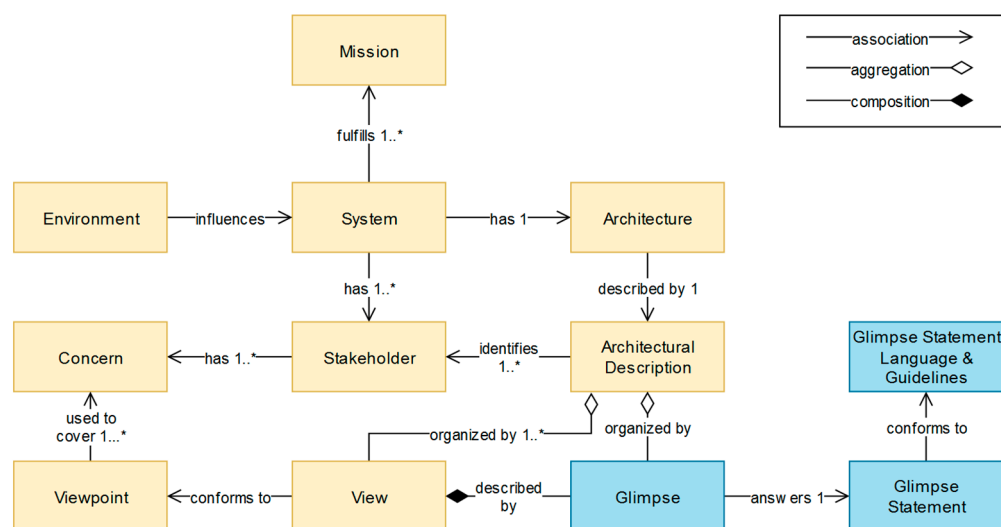 Mission
association
aggregation
composition
fulfills 1..*
Environment
influences
System
has 1
Architecture
has 1..*
described by 1
Concern
has 1..*
Stakeholder
identifies
1..*
Architectural
Description
Glimpse Statement
Language &
Guidelines
used to
cover 1...*
organized by 1..*
organized by
conforms to
Viewpoint
conforms to
View
described
by
Glimpse
answers 1
Glimpse
Statement